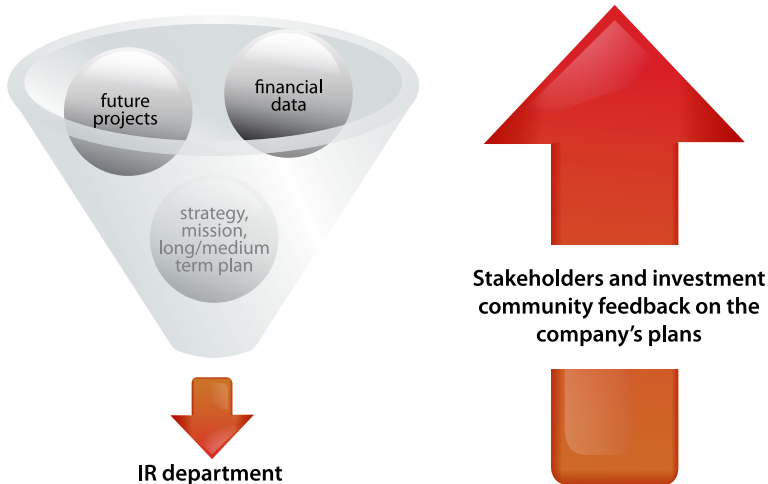 future
projects
financial
data
strategy,
mission,
long/medium
term plan
IR department
Stakeholders and investment
community feedback on the
company’s plans